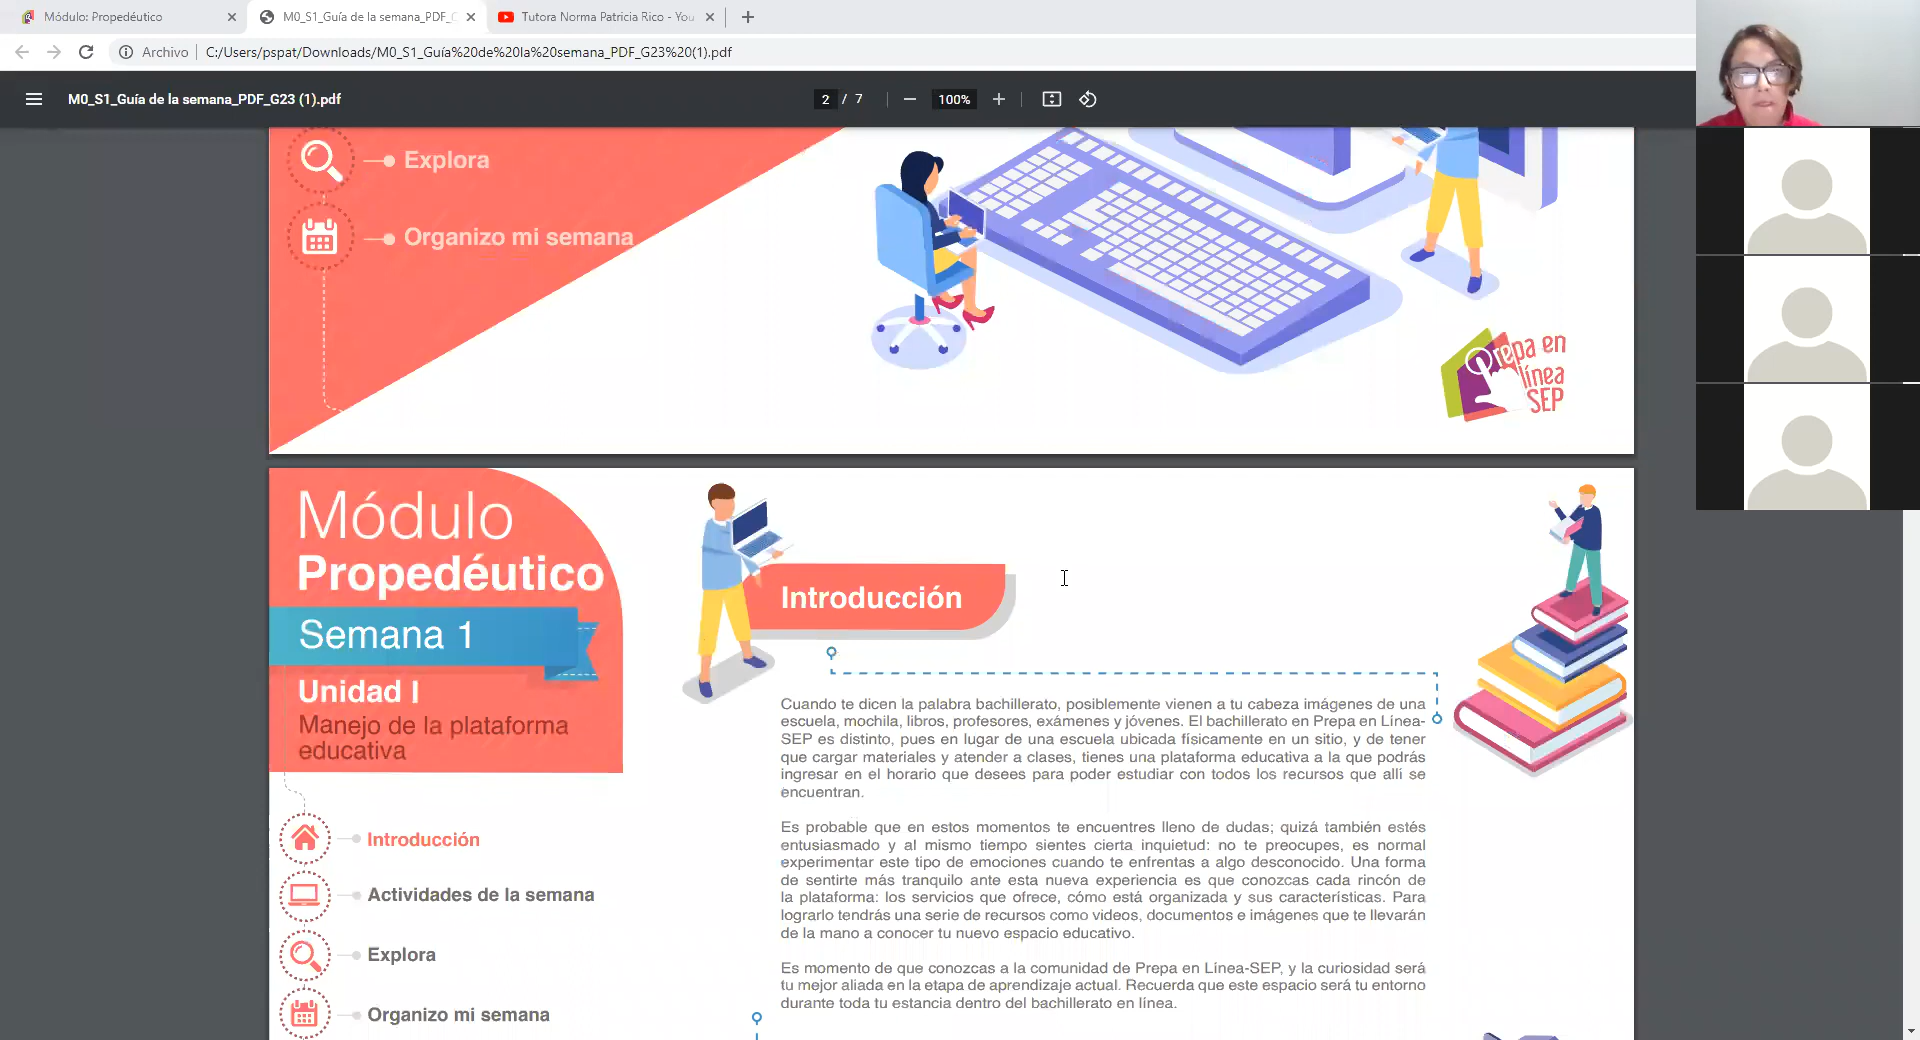 Módulo: Propedéutico
M0_S1_Guía de la semana_PDF_G
Tutora Norma Patricia Rico - You
Archivo
C:/Users/pspat/Downloads/M0_S1_Guía%20de%20la%20semana_PDF_G23%20(1).pdf
M0_S1_Guía de la semana_PDF_G23 (1).pdf
2 / 7
100%
Explora
Organizo mi semana
Prepa en
línea
SEP
Módulo
Propedéutico
Semana 1
Unidad I
Manejo de la plataforma
educativa
Introducción
Actividades de la semana
Explora
Organizo mi semana
Introducción
Cuando te dicen la palabra bachillerato, posiblemente vienen a tu cabeza imágenes de una
escuela, mochila, libros, profesores, exámenes y jóvenes. El bachillerato en Prepa en Línea-
SEP es distinto, pues en lugar de una escuela ubicada físicamente en un sitio, y de tener
que cargar materiales y atender a clases, tienes una plataforma educativa a la que podrás
ingresar en el horario que desees para poder estudiar con todos los recursos que allí se
encuentran.
Es probable que en estos momentos te encuentres lleno de dudas; quizá también estés
entusiasmado y al mismo tiempo sientes cierta inquietud: no te preocupes, es normal
experimentar este tipo de emociones cuando te enfrentas a algo desconocido. Una forma
de sentirte más tranquilo ante esta nueva experiencia es que conozcas cada rincón de
la plataforma: los servicios que ofrece, cómo está organizada y sus características. Para
lograrlo tendrás una serie de recursos como videos, documentos e imágenes que te llevarán
de la mano a conocer tu nuevo espacio educativo.
Es momento de que conozcas a la comunidad de Prepa en Línea-SEP, y la curiosidad será
tu mejor aliada en la etapa de aprendizaje actual. Recuerda que este espacio será tu entorno
durante toda tu estancia dentro del bachillerato en línea.